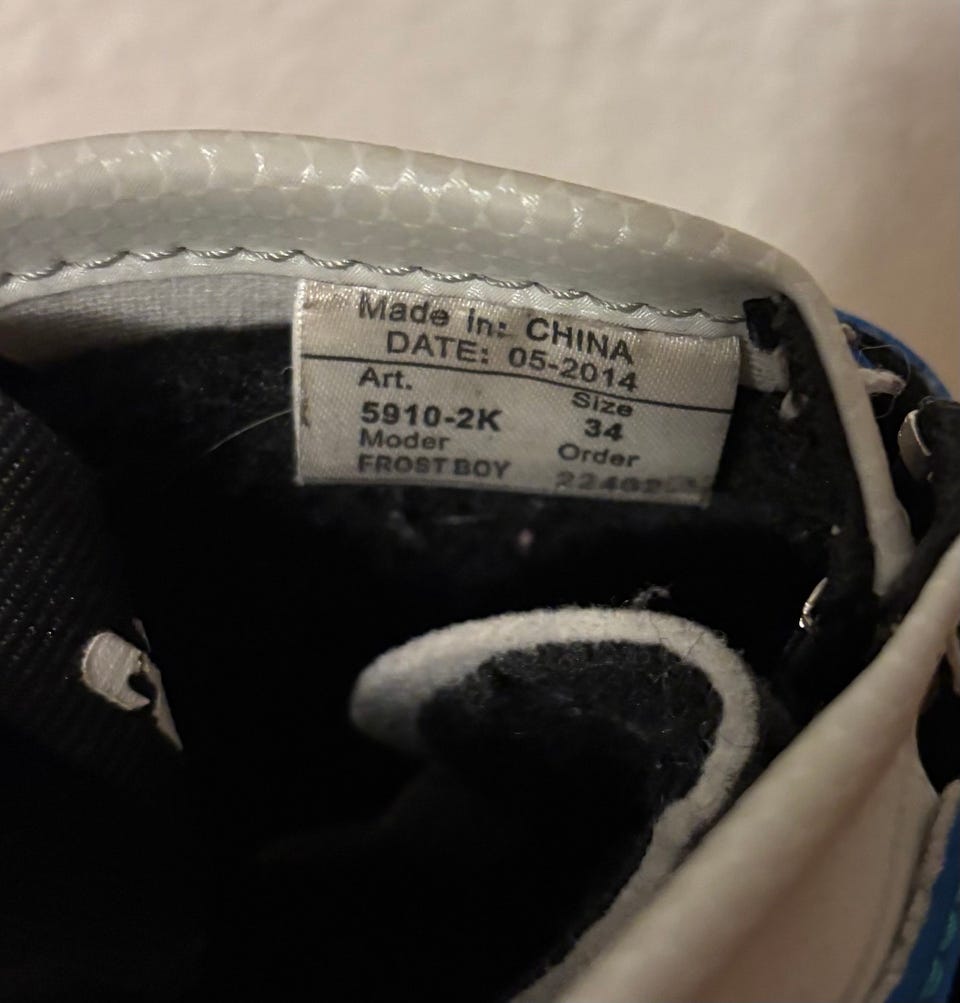 Made in: CHINA
DATE: 05-2014
Art. Size
5910-2K 34
Moder Order
FROST BOY